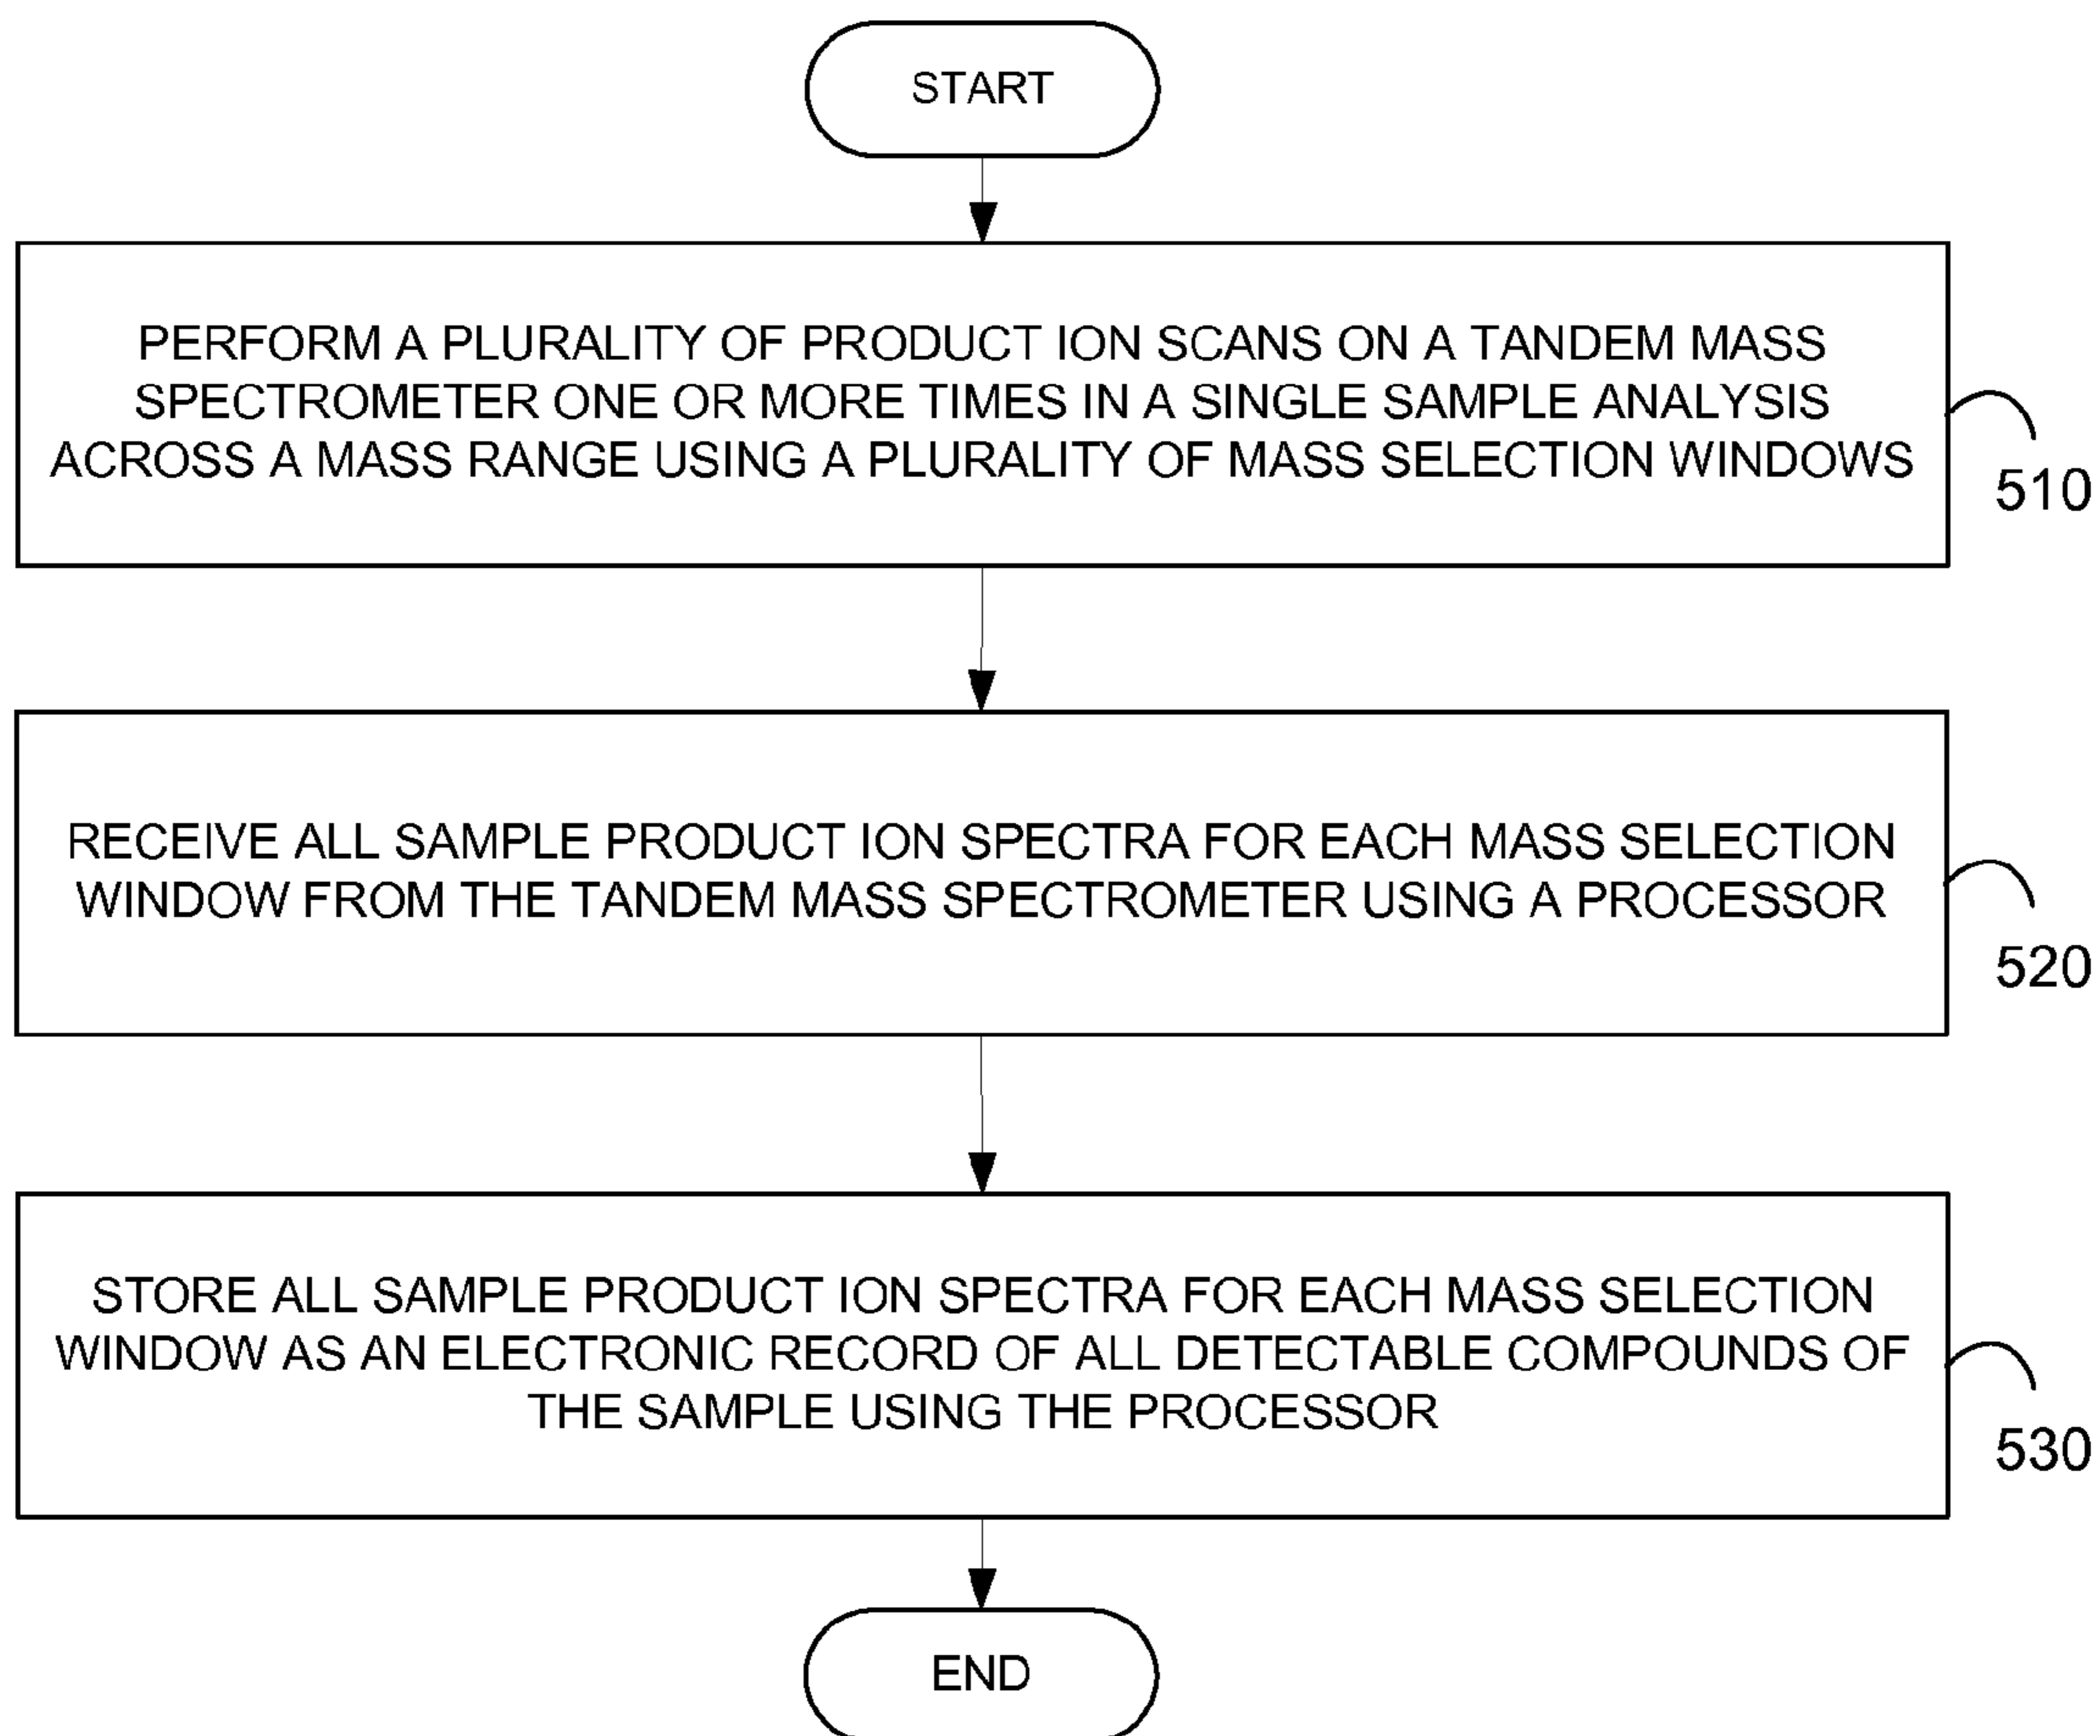 START
PERFORM A PLURALITY OF PRODUCT ION SCANS ON A TANDEM MASS
SPECTROMETER ONE OR MORE TIMES IN A SINGLE SAMPLE ANALYSIS
ACROSS A MASS RANGE USING A PLURALITY OF MASS SELECTION WINDOWS
510
RECEIVE ALL SAMPLE PRODUCT ION SPECTRA FOR EACH MASS SELECTION
WINDOW FROM THE TANDEM MASS SPECTROMETER USING A PROCESSOR
520
STORE ALL SAMPLE PRODUCT ION SPECTRA FOR EACH MASS SELECTION
WINDOW AS AN ELECTRONIC RECORD OF ALL DETECTABLE COMPOUNDS OF
THE SAMPLE USING THE PROCESSOR
530
END